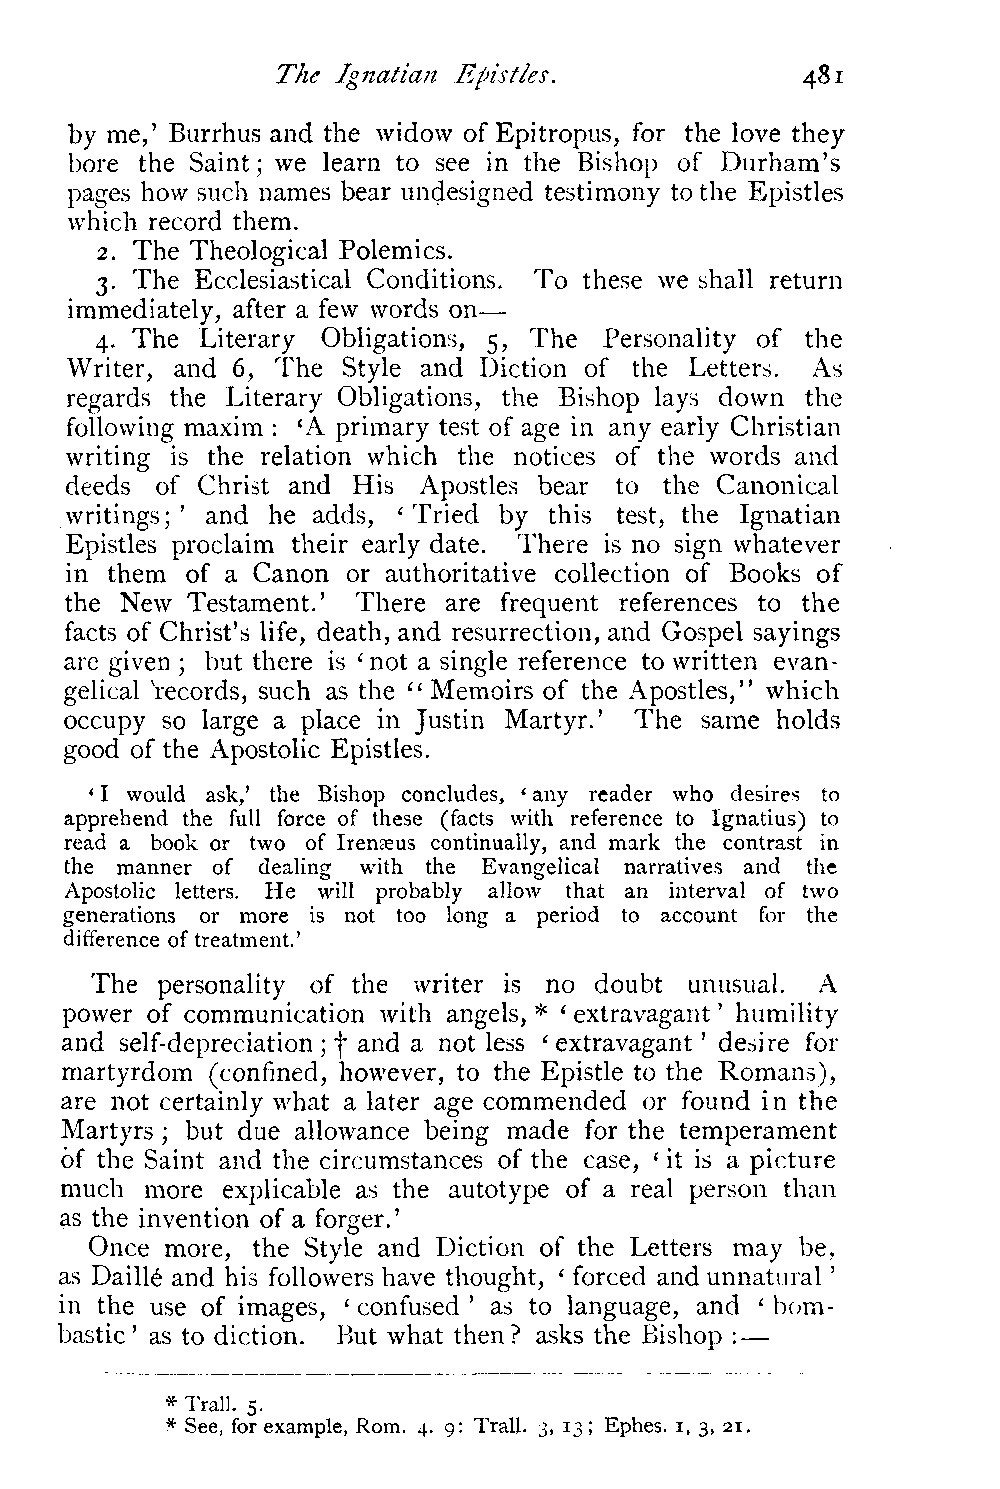 The Ignatian Epistles. 481
by me,' Burrhus and the widow of Epitropus, for the love they
bore the Saint; we learn to see in the Bishop of Durham's
pages how such names bear undesigned testimony to the Epistles
which record them.
2. The Theological Polemics.
3. The Ecclesiastical Conditions. To these we shall return
immediately, after a few words on—
4. The Literary Obligations, 5, The Personality of the
Writer, and 6, The Style and Diction of the Letters. As
regards the Literary Obligations, the Bishop lays down the
following maxim : 'A primary test of age in any early Christian
writing is the relation which the notices of the words and
deeds of Christ and His Apostles bear to the Canonical
writings;' and he adds, 'Tried by this test, the Ignatian
Epistles proclaim their early date. There is no sign whatever
in them of a Canon or authoritative collection of Books of
the New Testament.' There are frequent references to the
facts of Christ's life, death, and resurrection, and Gospel sayings
are given ; but there is 'not a single reference to written evan-
gelical records, such as the "Memoirs of the Apostles," which
occupy so large a place in Justin Martyr.' The same holds
good of the Apostolic Epistles.
'I would ask,' the Bishop concludes, 'any reader who desires to
apprehend the full force of these (facts with reference to Ignatius) to
read a book or two of Irenæus continually, and mark the contrast in
the manner of dealing with the Evangelical narratives and the
Apostolic letters. He will probably allow that an interval of two
generations or more is not too long a period to account for the
difference of treatment.'
The personality of the writer is no doubt unusual. A
power of communication with angels, * 'extravagant' humility
and self-depreciation ; † and a not less 'extravagant' desire for
martyrdom (confined, however, to the Epistle to the Romans),
are not certainly what a later age commended or found in the
Martyrs ; but due allowance being made for the temperament
of the Saint and the circumstances of the case, 'it is a picture
much more explicable as the autotype of a real person than
as the invention of a forger.'
Once more, the Style and Diction of the Letters may be,
as Daillé and his followers have thought, 'forced and unnatural'
in the use of images, 'confused' as to language, and 'bom-
bastic' as to diction. But what then? asks the Bishop :—
* Trall. 5.
* See, for example, Rom. 4. 9: Trall. 3, 13; Ephes. 1, 3, 21.